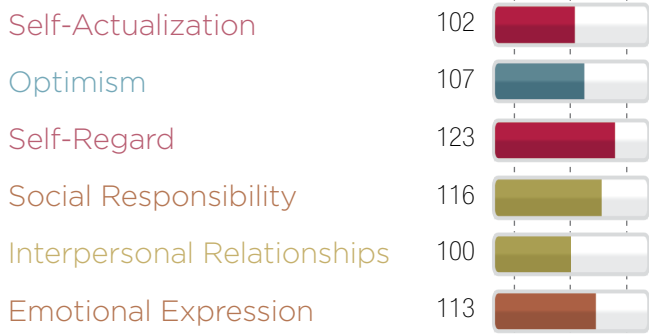 Self-Actualization 102
Optimism 107
Self-Regard 123
Social Responsibility 116
Interpersonal Relationships 100
Emotional Expression 113